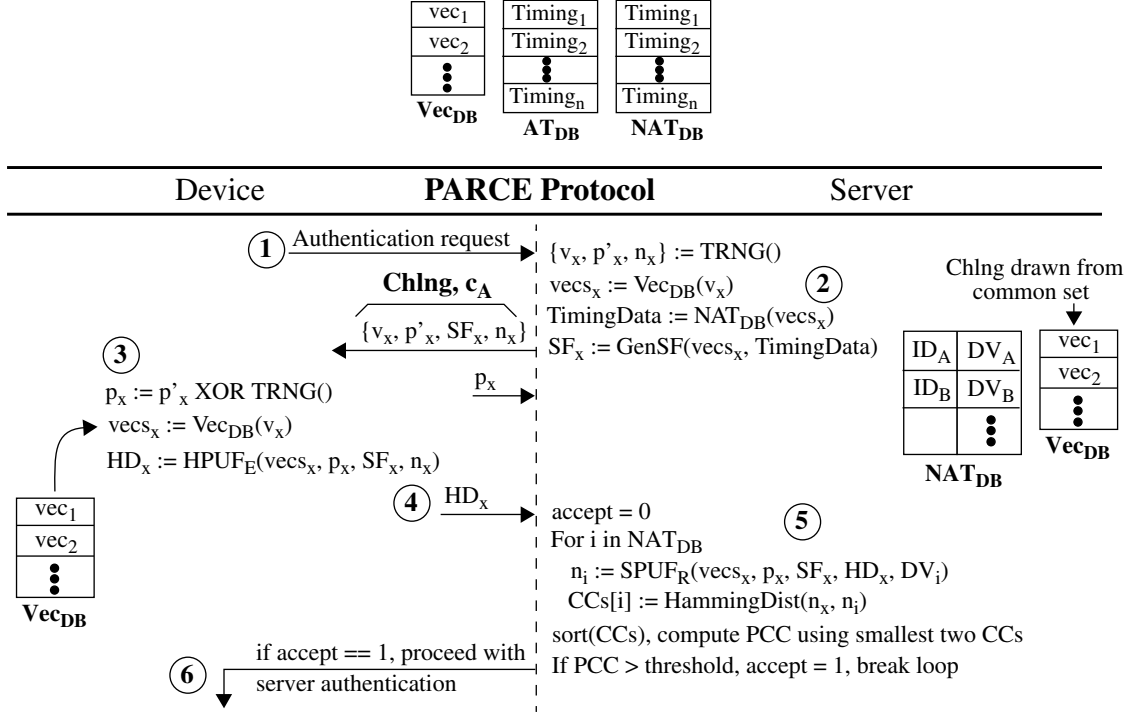 vec1 Timing1 Timing1
vec2 Timing2 Timing2
Timingn Timingn
VecDB
ATDB NATDB
Device PARCE Protocol Server
1 Authentication request
{vx, p'x, nx} := TRNG()
vecsx := VecDB(vx)
2
TimingData := NATDB(vecsx)
SFx := GenSF(vecsx, TimingData)
Chlng, cA
{vx, p'x, SFx, nx}
Chlng drawn from
common set
IDA DVA
IDB DVB
NATDB
vec1
vec2
VecDB
3
px := p'x XOR TRNG()
px
vecsx := VecDB(vx)
HDx := HPUFE(vecsx, px, SFx, nx)
vec1
vec2
VecDB
4 HDx
accept = 0
5
For i in NATDB
ni := SPUFR(vecsx, px, SFx, HDx, DVi)
CCs[i] := HammingDist(nx, ni)
sort(CCs), compute PCC using smallest two CCs
If PCC > threshold, accept = 1, break loop
6
if accept == 1, proceed with
server authentication